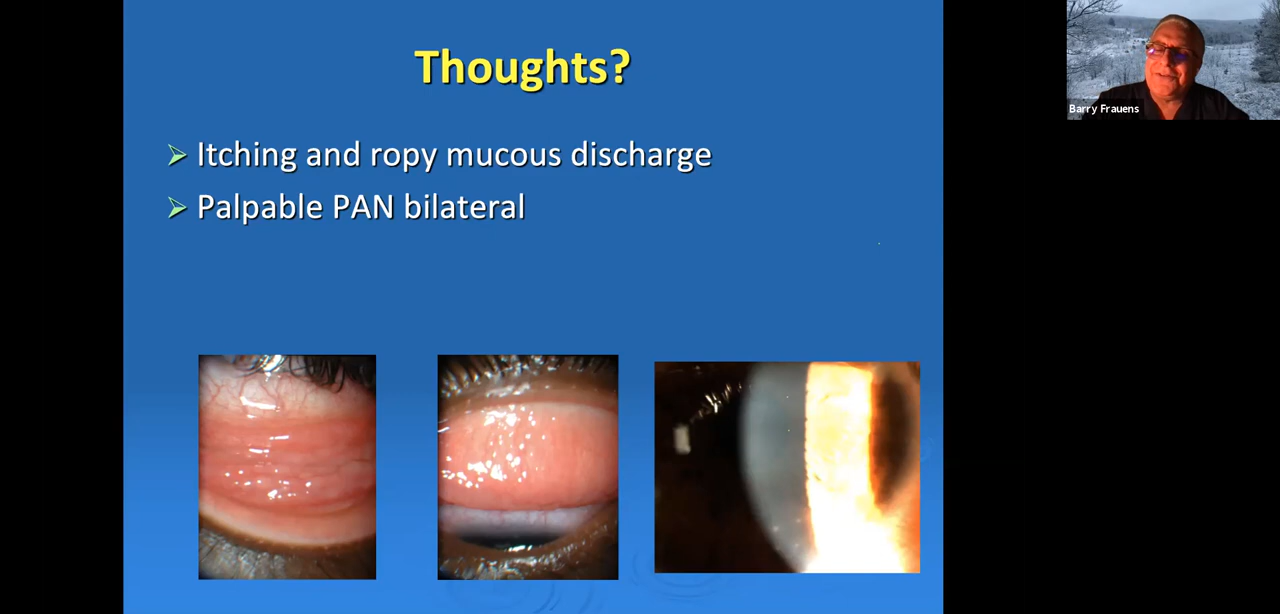 Thoughts?
Itching and ropy mucous discharge
Palpable PAN bilateral
Barry Frauens